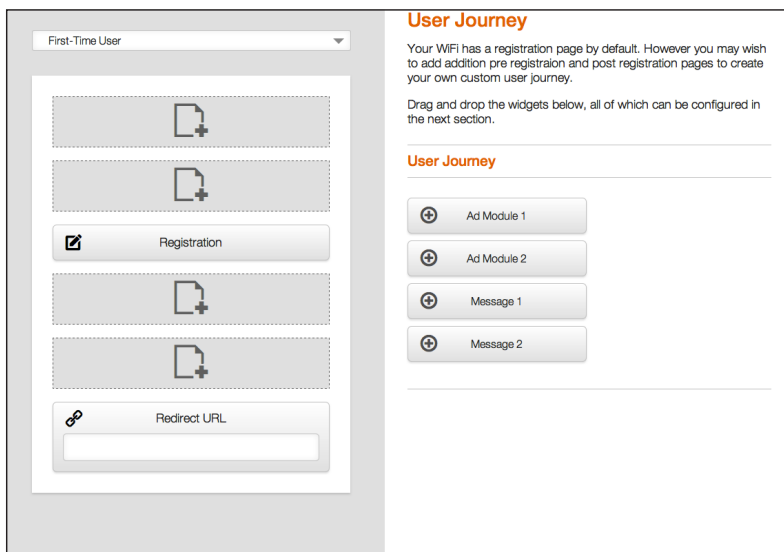 First-Time User
Registration
Redirect URL
User Journey
Your WiFi has a registration page by default. However you may wish
to add addition pre registraion and post registration pages to create
your own custom user journey.
Drag and drop the widgets below, all of which can be configured in
the next section.
User Journey
Ad Module 1
Ad Module 2
Message 1
Message 2